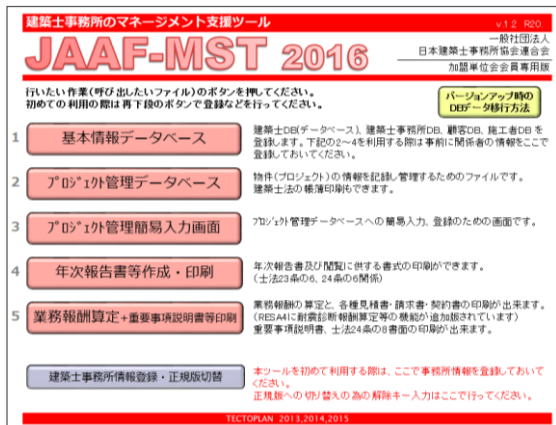 建築士事務所のマネージメント支援ツール
v.1.2 R20.
JAAF-MST 2016
一般社団法人
日本建築士事務所協会連合会
加盟単位会会員専用版
行いたい作業(呼び出したいファイル)のボタンを押してください。
初めての利用の際は再下段のボタンで登録などを行ってください。
バージョンアップ時の
DBデータ移行方法
1 基本情報データベース
建築士DB(データベース)、建築士事務所DB、顧客DB、施工者DB を
登録します。下記の2~4を利用する際は事前に関係者の情報をここで
登録しておいてください。
2 プロジェクト管理データベース
物件(プロジェクト)の情報を記録し管理するためのファイルです。
建築士法の帳簿印刷もできます。
3 プロジェクト管理簡易入力画面
プロジェクト管理データベースへの簡易入力、登録のための画面です。
4 年次報告書等作成・印刷
年次報告書及び閲覧に供する書式の印刷ができます。
(士法23条の6、24条の6関係)
5 業務報酬算定+重要事項説明書等印刷
業務報酬の算定と、各種見積書・請求書・契約書の印刷が出来ます。
(RESA4に耐震診断報酬算定等の機能が追加版されています)
重要事項説明書、士法24条の8書面の印刷が出来ます。
建築士事務所情報登録・正規版切替
本ツールを初めて利用する際は、ここで事務所情報を登録しておいて
ください。
正規版への切り替えの為の解除キー入力はここで行ってください。
TECTOPLAN 2013,2014,2015